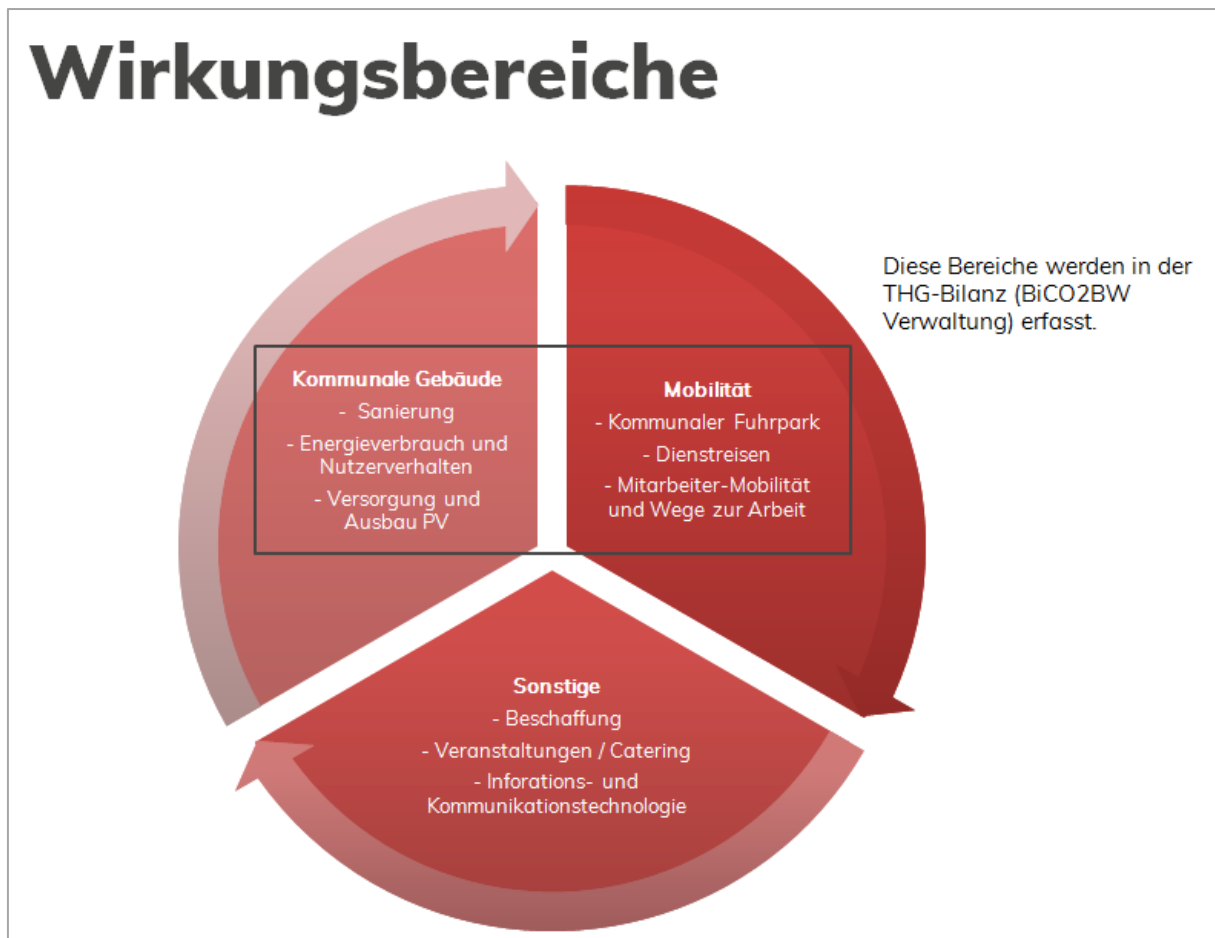 Wirkungsbereiche
Diese Bereiche werden in der
THG-Bilanz (BiCO2BW
Verwaltung) erfasst.
Kommunale Gebäude
- Sanierung
- Energieverbrauch und
Nutzerverhalten
- Versorgung und
Ausbau PV
Mobilität
- Kommunaler Fuhrpark
- Dienstreisen
- Mitarbeiter-Mobilität
und Wege zur Arbeit
Sonstige
- Beschaffung
- Veranstaltungen / Catering
- Inforations- und
Kommunikationstechnologie